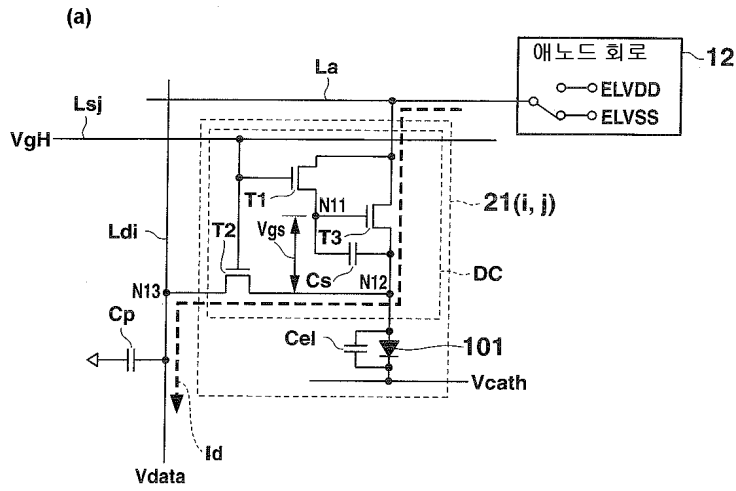 (a)
애노드 회로
12
La
ELVDD
Lsj
ELVSS
VgH
T1
N11
21(i, j)
Vgs
T3
Ldi
T2
Cs
N12
DC
N13
Cp
Cel
101
Vcath
Id
Vdata